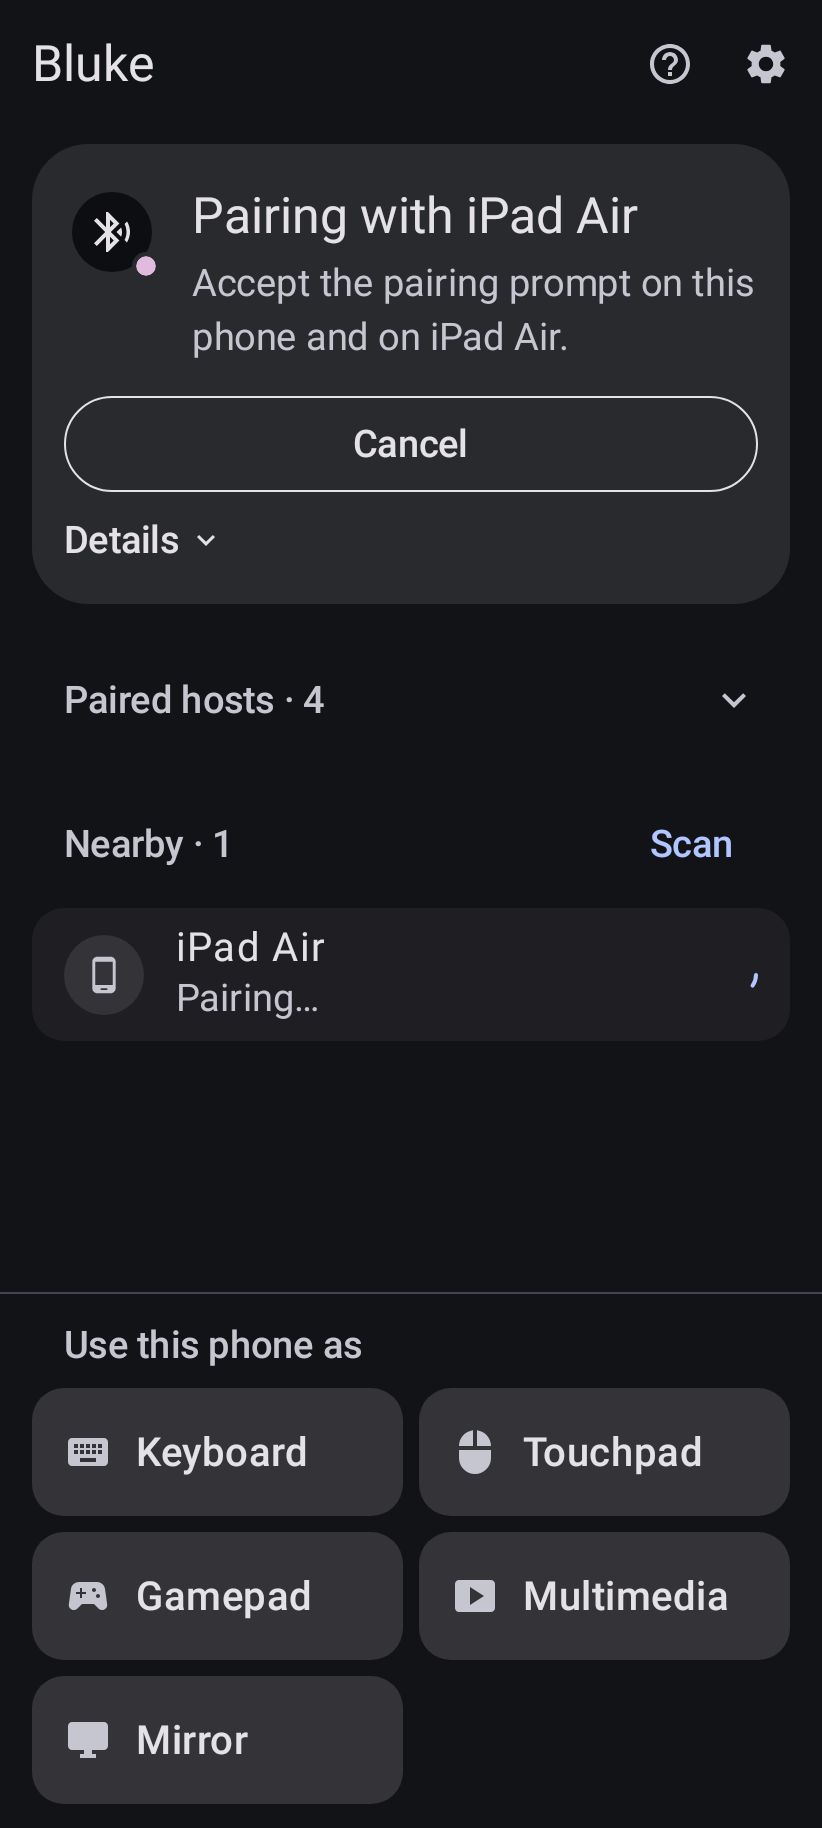 Bluke
Pairing with iPad Air
Accept the pairing prompt on this
phone and on iPad Air.
Cancel
Details
Paired hosts · 4
Nearby · 1
Scan
iPad Air
Pairing…
Use this phone as
Keyboard
Touchpad
Gamepad
Multimedia
Mirror